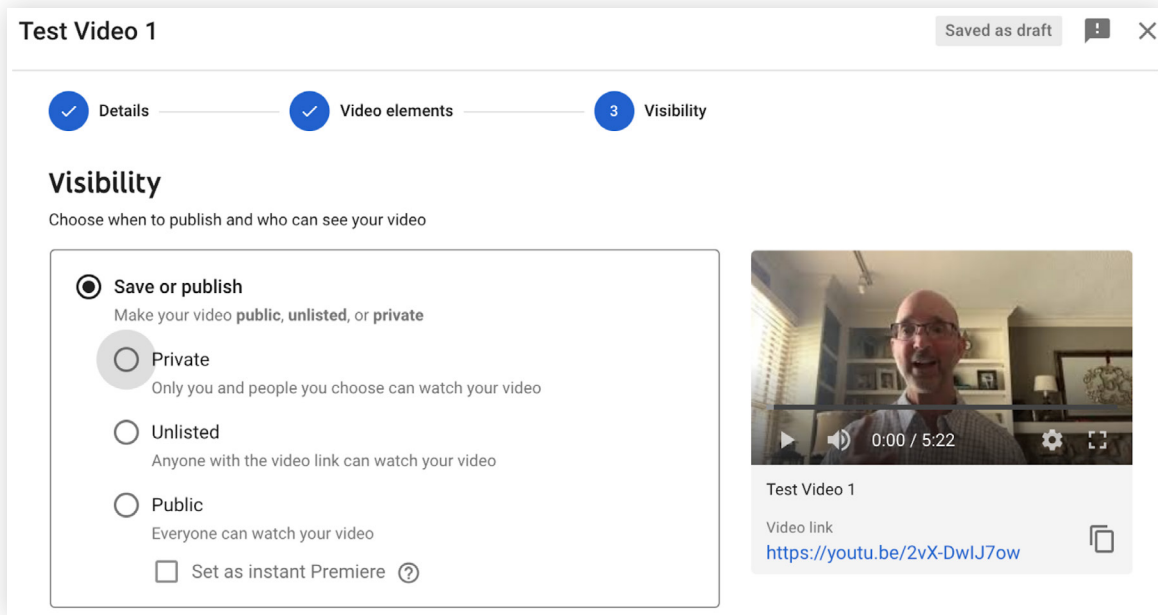 Test Video 1
Saved as draft
Details
Video elements
3
Visibility
Visibility
Choose when to publish and who can see your video
Save or publish
Make your video public, unlisted, or private
Private
Only you and people you choose can watch your video
Unlisted
Anyone with the video link can watch your video
Public
Everyone can watch your video
Set as instant Premiere
0:00 / 5:22
Test Video 1
Video link
https://youtu.be/2vX-DwIJ7ow